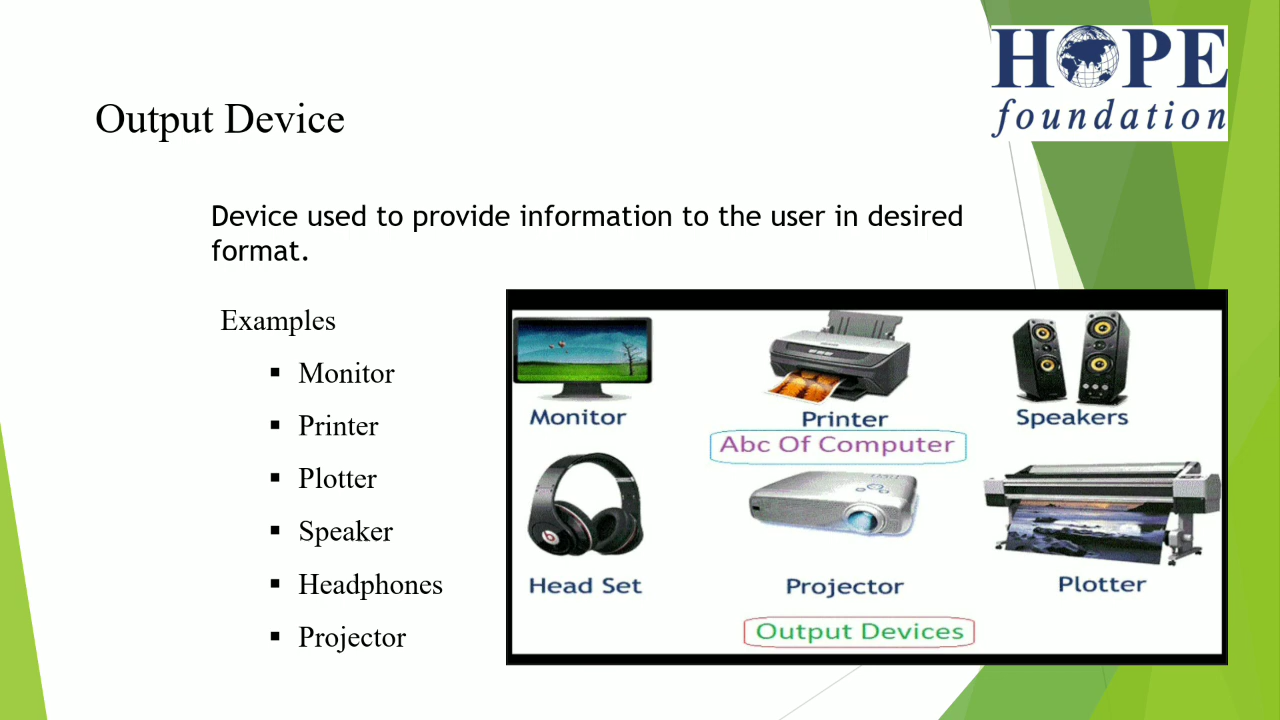 HOPE
foundation
Output Device
Device used to provide information to the user in desired
format.
Examples
▪ Monitor
▪ Printer
▪ Plotter
▪ Speaker
▪ Headphones
▪ Projector
Monitor
Printer
Speakers
Abc Of Computer
Head Set
Projector
Plotter
Output Devices